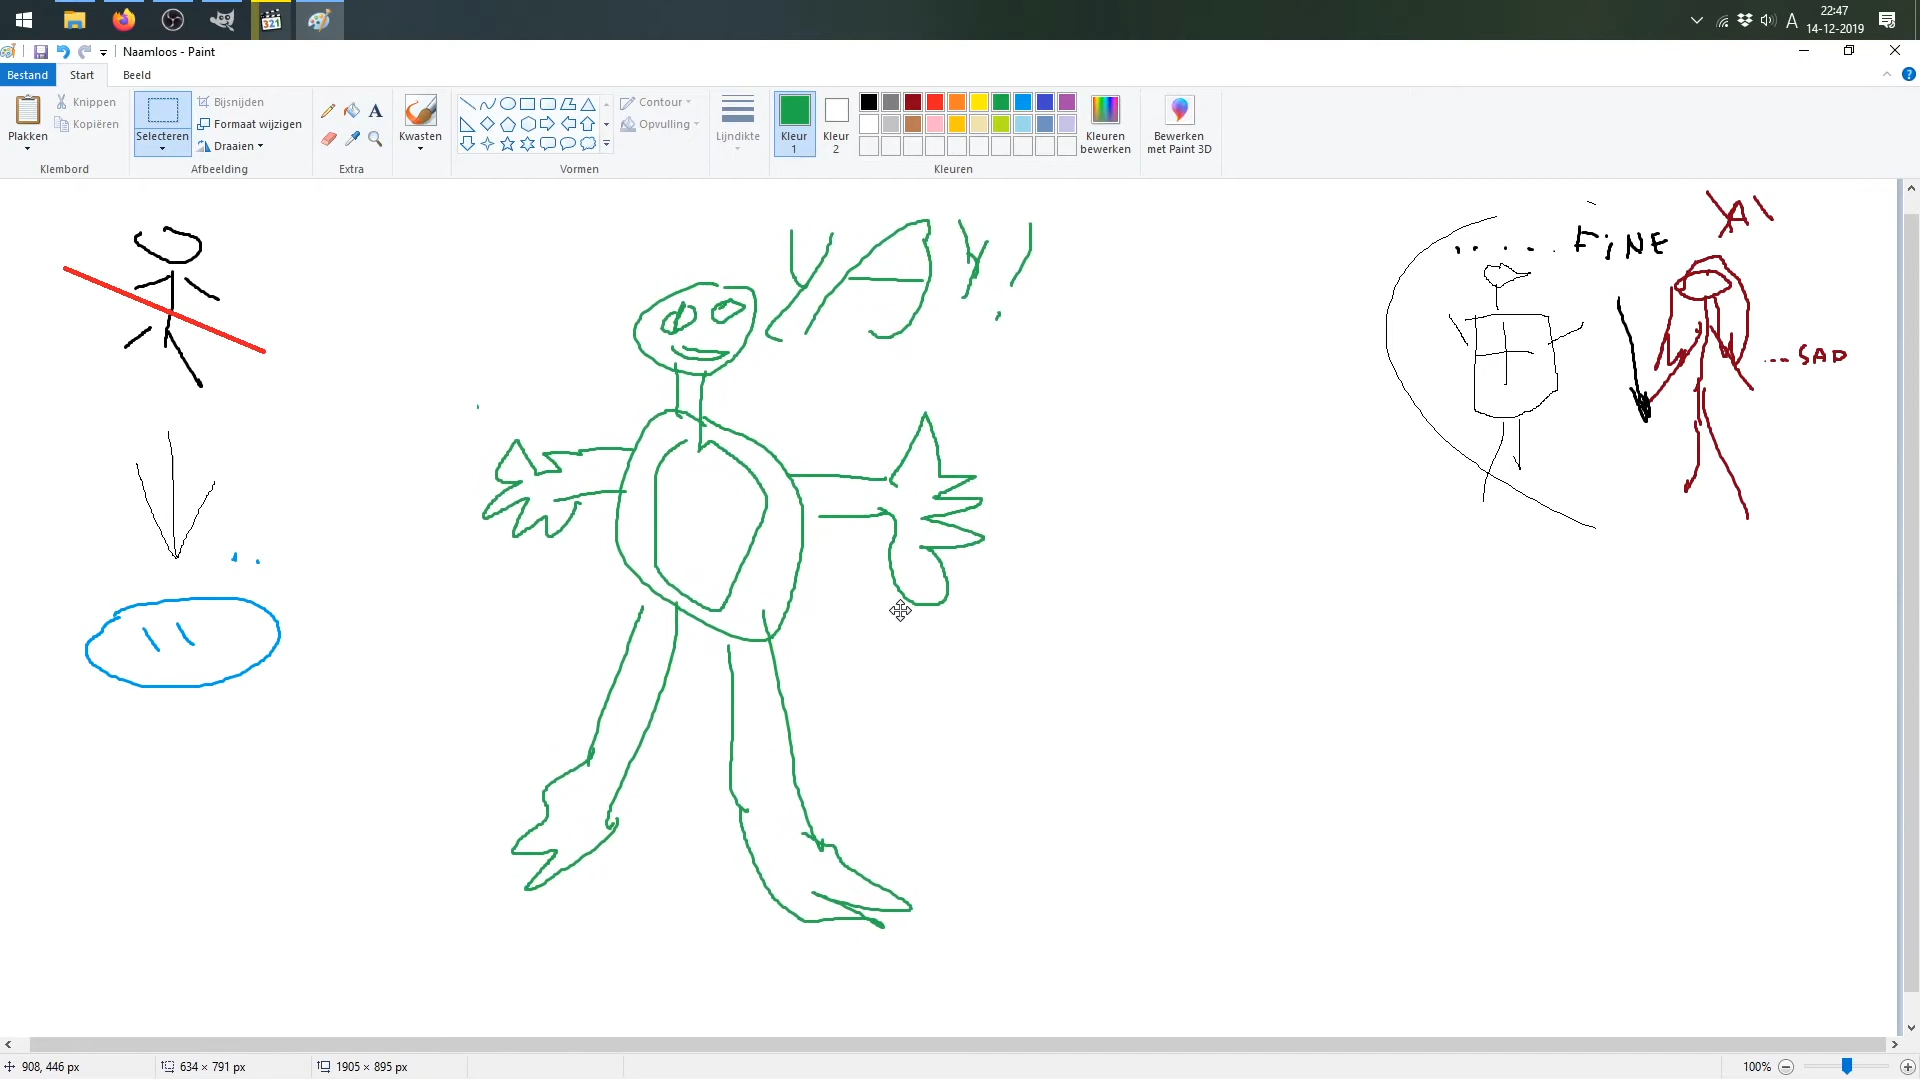 321
A
22:47
14-12-2019
Naamloos - Paint
Bestand
Start
Beeld
Plakken
Knippen
Kopiëren
Klembord
Selecteren
Bijsnijden
Formaat wijzigen
Draaien
Afbeelding
A
Extra
Kwasten
Contour
Opvulling
Vormen
Lijndikte
Kleur
1
Kleur
2
Kleuren
bewerken
Kleuren
Bewerken
met Paint 3D
YAY!
..... FiNE
... SAD
908, 446 px
634 × 791 px
1905 × 895 px
100%